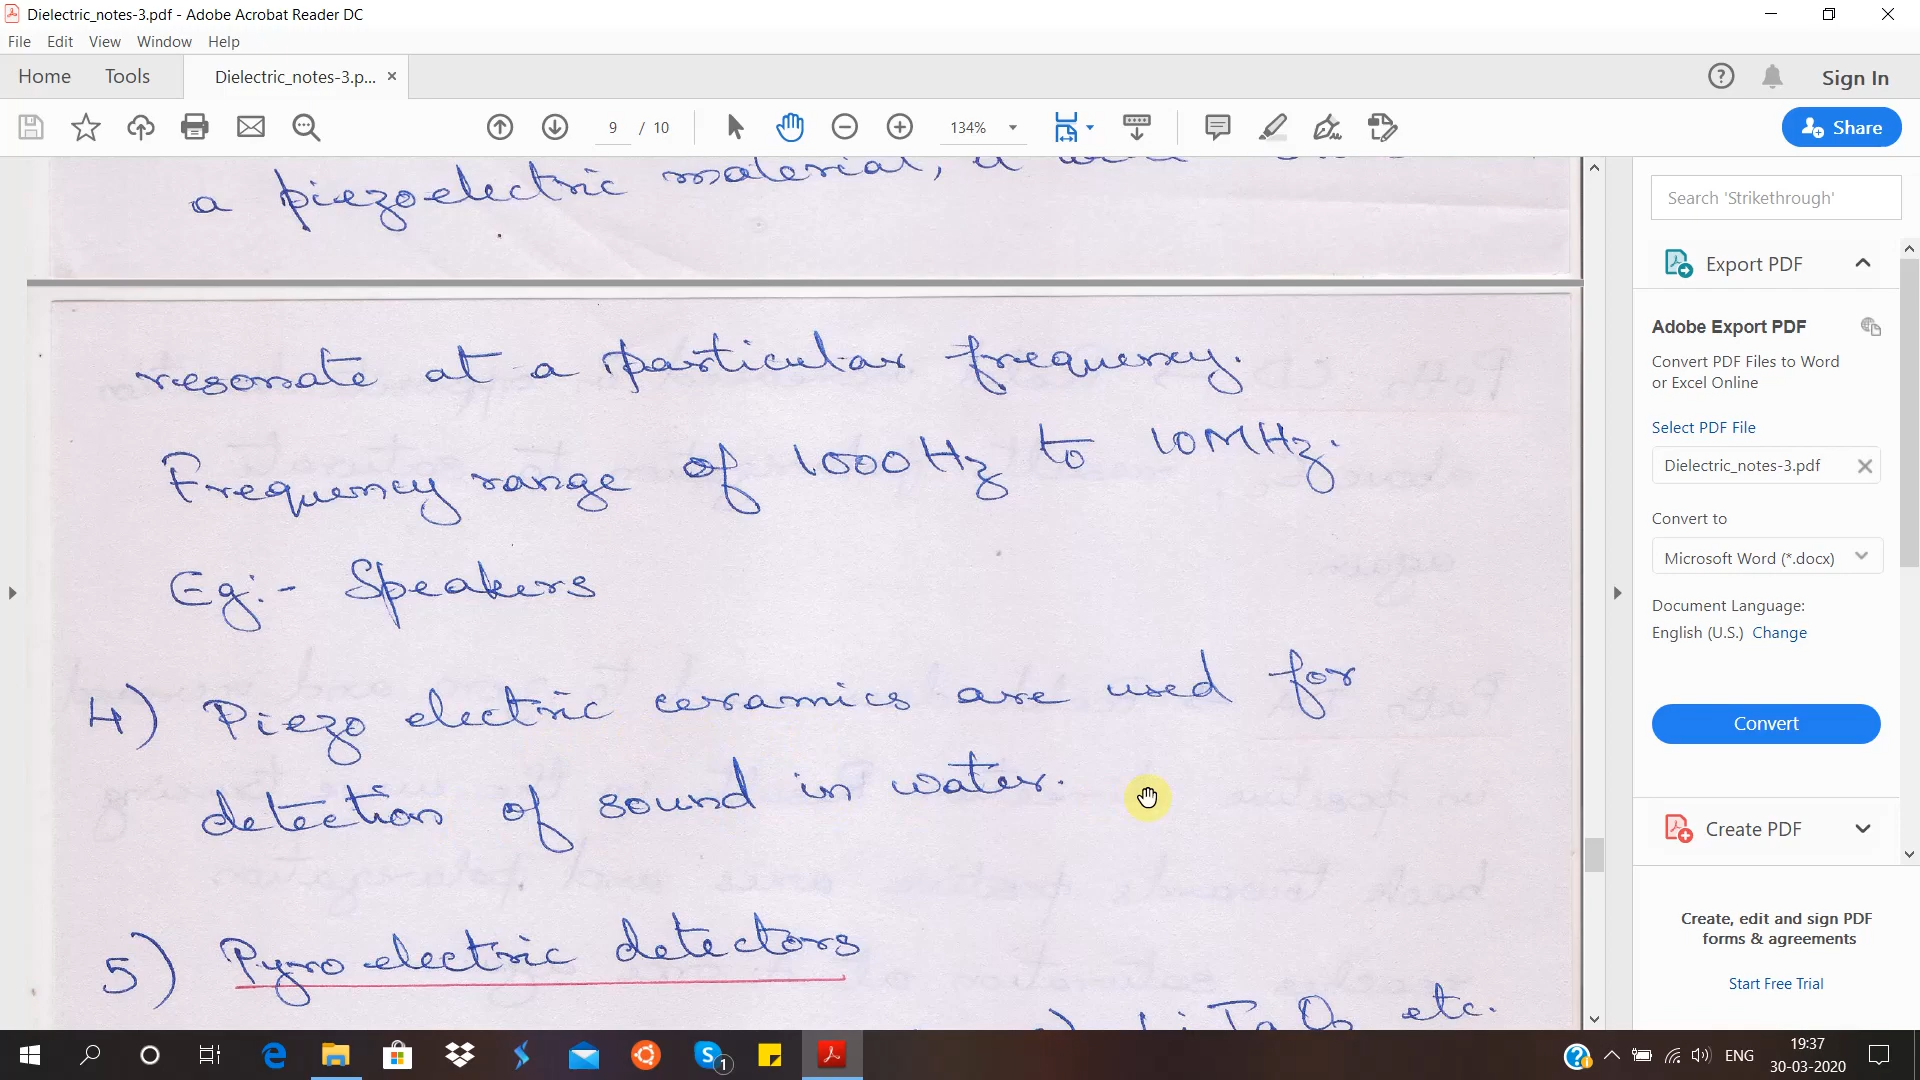 Dielectric_notes-3.pdf - Adobe Acrobat Reader DC
File Edit View Window Help
Home Tools Dielectric_notes-3.p... × Sign In
9 / 10 134% Share
a piezoelectric material, it
resonate at a particular frequency.
Frequency range of 1000Hz to 10MHz.
Eg:- Speakers
4) Piezo electric ceramics are used for
detection of sound in water.
5) Pyro electric detectors
LiTaO3 etc.
Search 'Strikethrough'
Export PDF
Adobe Export PDF
Convert PDF Files to Word
or Excel Online
Select PDF File
Dielectric_notes-3.pdf
Convert to
Microsoft Word (*.docx)
Document Language:
English (U.S.) Change
Convert
Create PDF
Create, edit and sign PDF
forms & agreements
Start Free Trial
1
ENG
19:37
30-03-2020